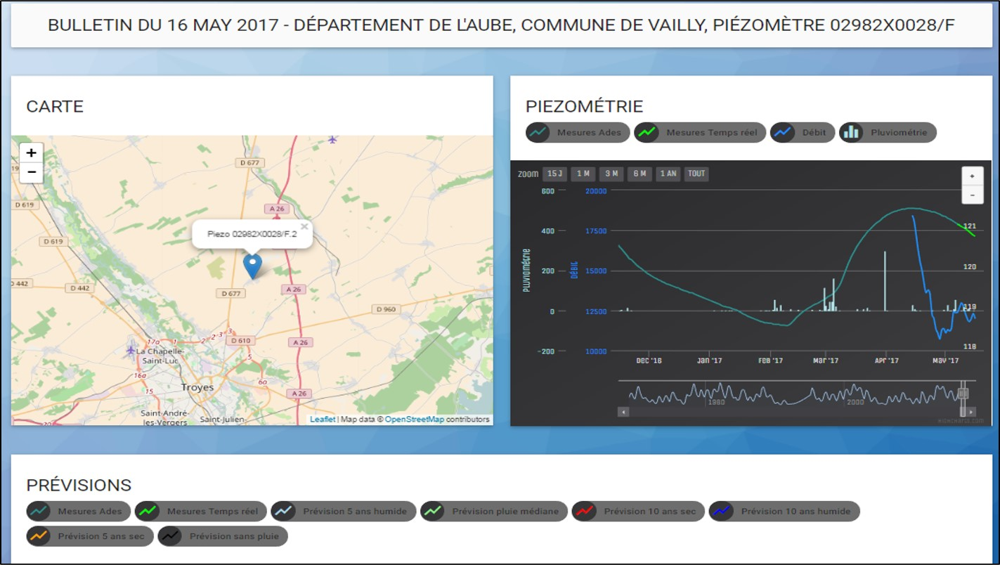 BULLETIN DU 16 MAY 2017 - DÉPARTEMENT DE L'AUBE, COMMUNE DE VAILLY, PIÉZOMÈTRE 02982X0028/F
CARTE
+
−
D 677
A 26
D 619
D 619
Piezo 02982X0028/F.2
×
D 442
D 442
D 677
A 26
D 960
D 610
A 26
17a
1
2
2
3
3
5
6a
16a
15
La Chapelle-
Saint-Luc
Troyes
A 26
Saint-André-
les-Vergers
Saint-Julien-
20
Leaflet | Map data © OpenStreetMap contributors
PIEZOMÉTRIE
Mesures Ades
Mesures Temps réel
Débit
Pluviométrie
zoom 15 J 1 M 3 M 6 M 1 AN TOUT
+
-
600
400
200
0
-200
Pluviométrie
20000
17500
15000
12500
10000
Débit
121
120
119
118
Dec '16 Jan '17 Feb '17 Mar '17 Apr '17 May '17
1980 2000
Highcharts.com
PRÉVISIONS
Mesures Ades
Mesures Temps réel
Prévision 5 ans humide
Prévision pluie médiane
Prévision 10 ans sec
Prévision 10 ans humide
Prévision 5 ans sec
Prévision sans pluie